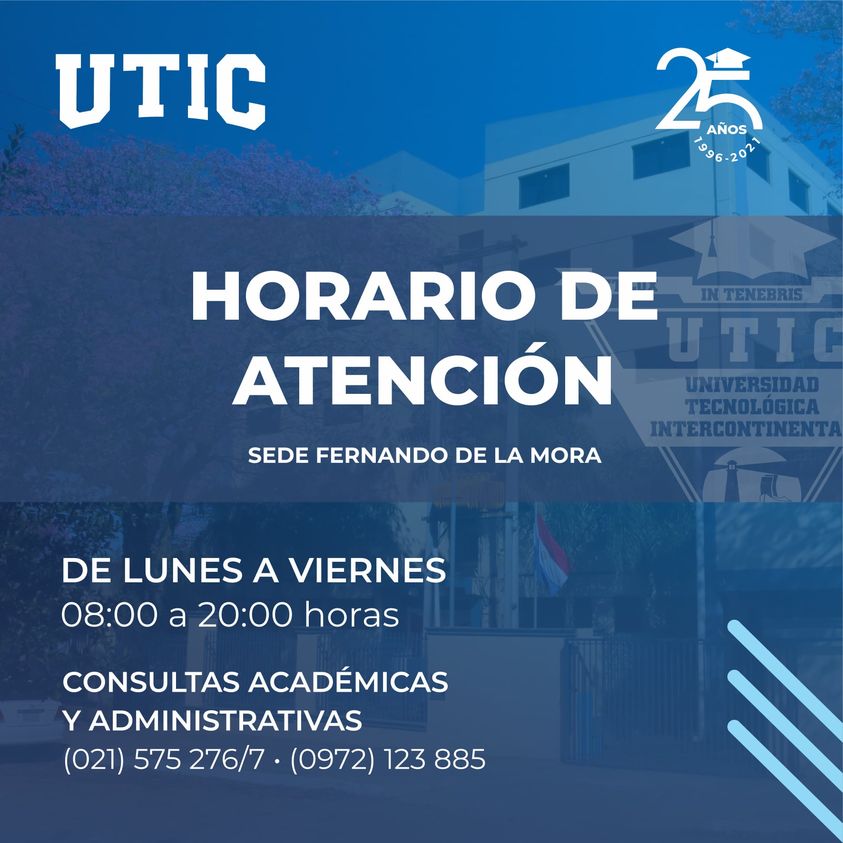 UTIC
25
AÑOS
1996-2021
HORARIO DE
ATENCIÓN
SEDE FERNANDO DE LA MORA
IN TENEBRIS
UTIC
UNIVERSIDAD
TECNOLÓGICA
INTERCONTINENTA
DE LUNES A VIERNES
08:00 a 20:00 horas
CONSULTAS ACADÉMICAS
Y ADMINISTRATIVAS
(021) 575 276/7 • (0972) 123 885